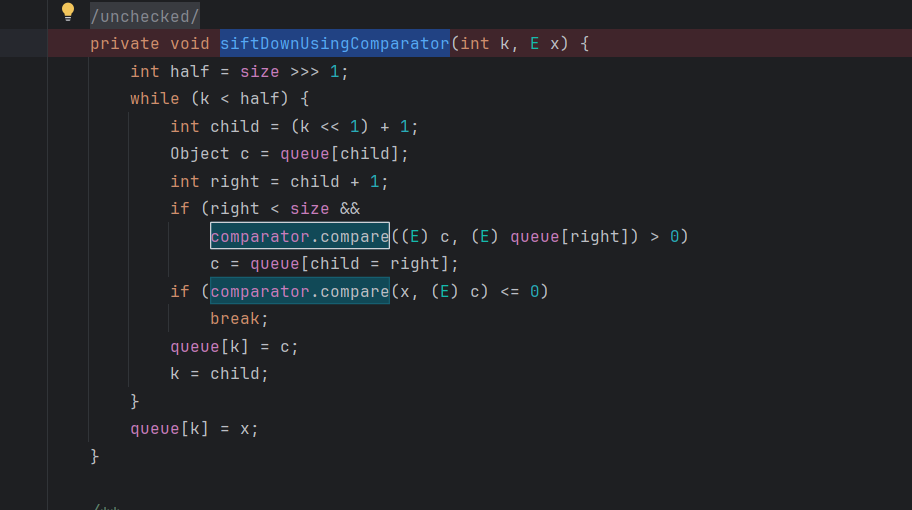 /unchecked/
private void siftDownUsingComparator(int k, E x) {
int half = size >>> 1;
while (k < half) {
int child = (k << 1) + 1;
Object c = queue[child];
int right = child + 1;
if (right < size &&
comparator.compare((E) c, (E) queue[right]) > 0)
c = queue[child = right];
if (comparator.compare(x, (E) c) <= 0)
break;
queue[k] = c;
k = child;
}
queue[k] = x;
}